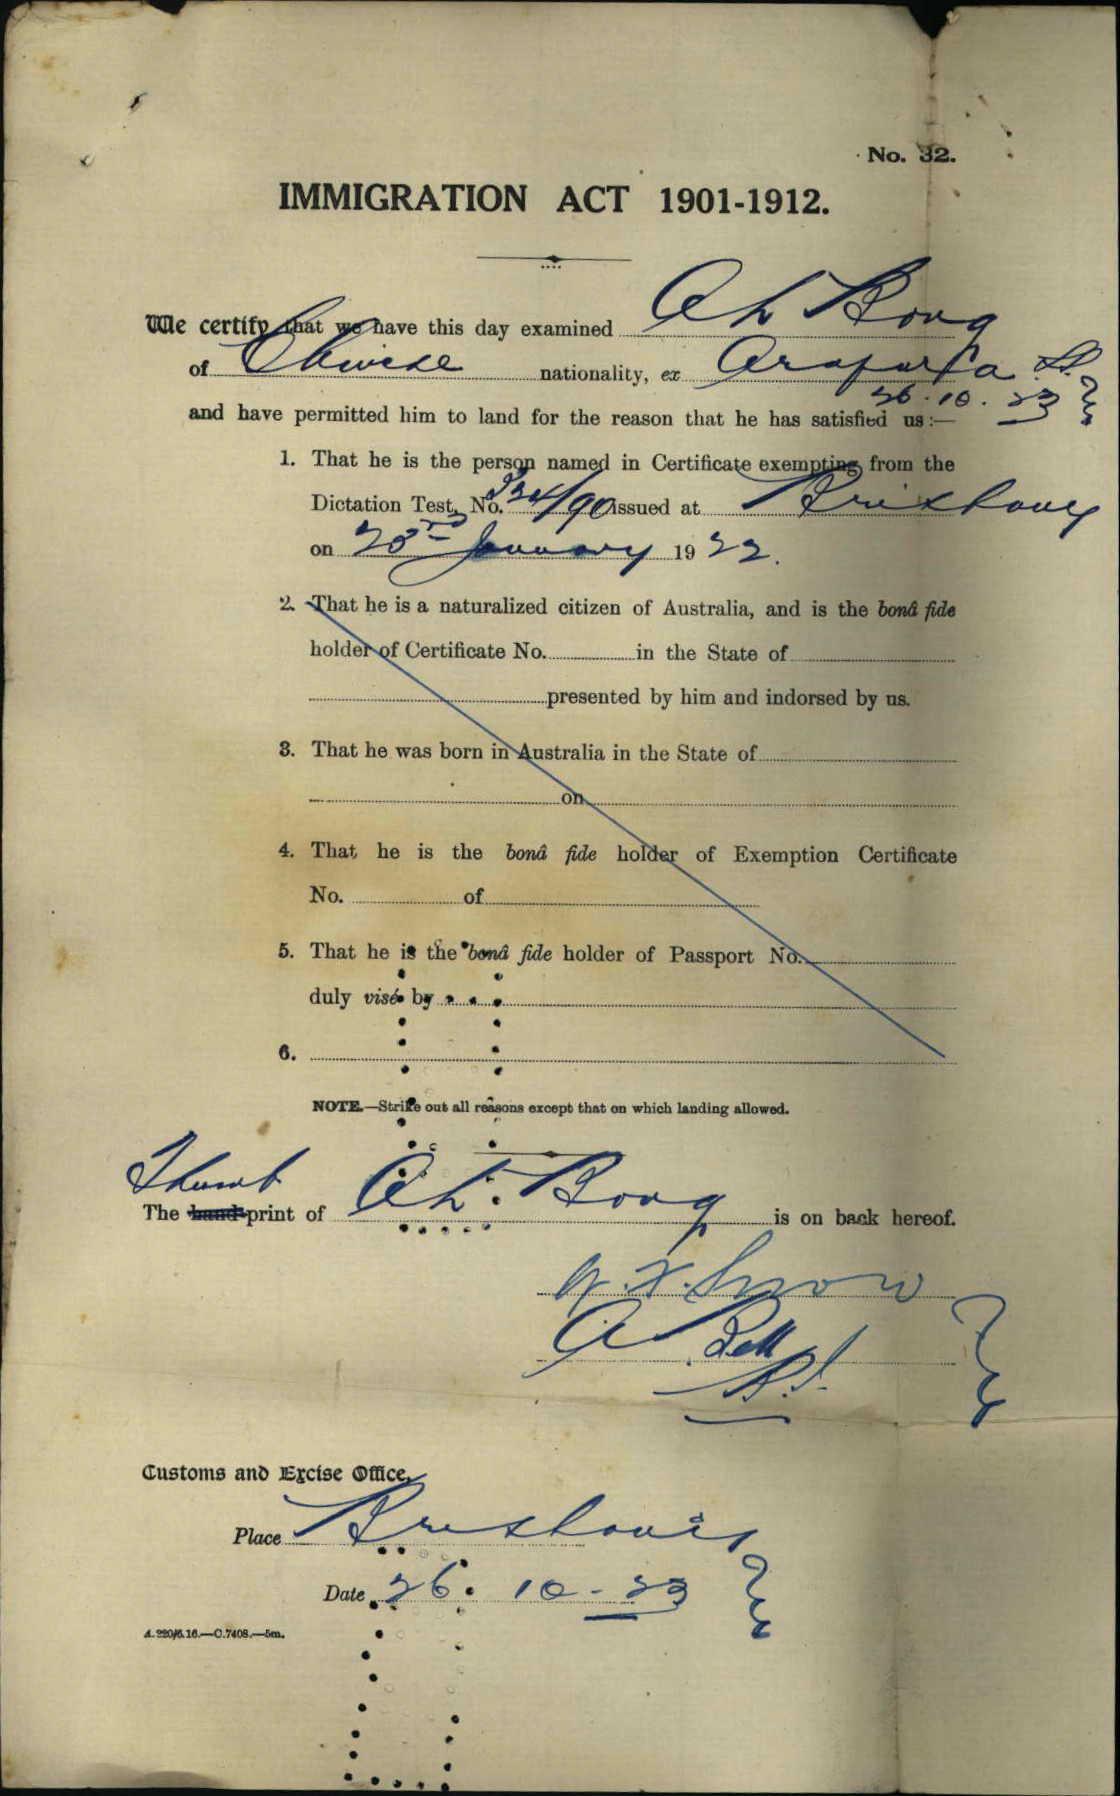 No. 32.
IMMIGRATION ACT 1901-1912.
We certify that we have this day examined Ah Bong
of Chinese nationality, ex Arafura
26.10.23
and have permitted him to land for the reason that he has satisfied us:—
1. That he is the person named in Certificate exempting from the
Dictation Test, No. 324/90 issued at Brisbane
on January 1922.
2. That he is a naturalized citizen of Australia, and is the bonâ fide
holder of Certificate No. in the State of
presented by him and indorsed by us.
3. That he was born in Australia in the State of
on
4. That he is the bonâ fide holder of Exemption Certificate
No. of
5. That he is the bonâ fide holder of Passport No.
duly visé by
6.
NOTE.—Strike out all reasons except that on which landing allowed.
Thumb
The hand-print of Ah Bong is on back hereof.
Snow
A Bell
Customs and Excise Office,
Place Brisbane
Date 26. 10-23
A.220/6.16.—C.7408.—5m.